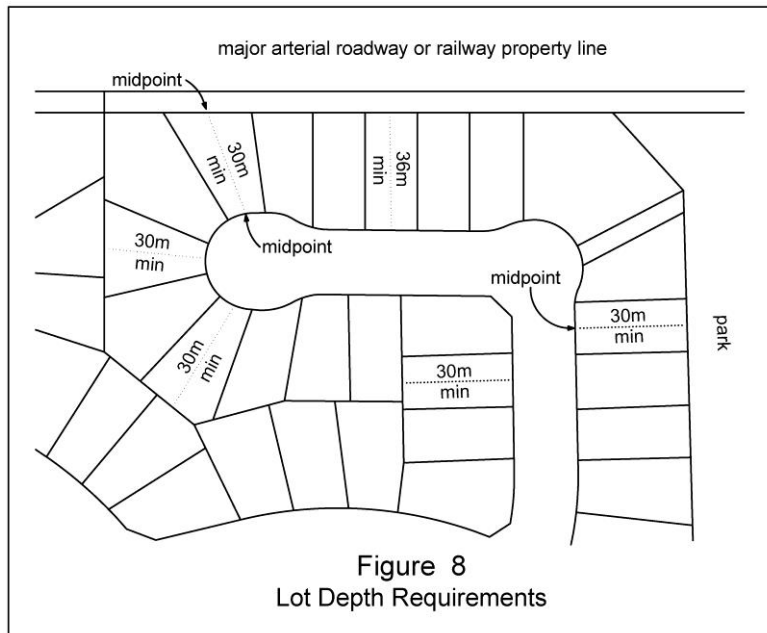 major arterial roadway or railway property line
midpoint
30m
min
36m
min
30m
min
midpoint
midpoint
30m
min
park
30m
min
30m
min
Figure 8
Lot Depth Requirements